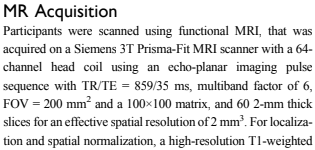 MR Acquisition
Participants were scanned using functional MRI, that was
acquired on a Siemens 3T Prisma-Fit MRI scanner with a 64-
channel head coil using an echo-planar imaging pulse
sequence with TR/TE = 859/35 ms, multiband factor of 6,
FOV = 200 mm² and a 100×100 matrix, and 60 2-mm thick
slices for an effective spatial resolution of 2 mm³. For localiza-
tion and spatial normalization, a high-resolution T1-weighted